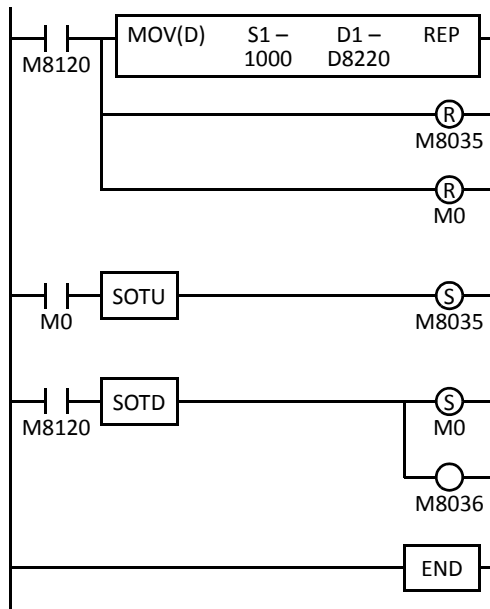 MOV(D) S1 – D1 – REP
1000 D8220
M8120
R
M8035
R
M0
SOTU
S
M0
M8035
SOTD
S
M8120
M0
M8036
END